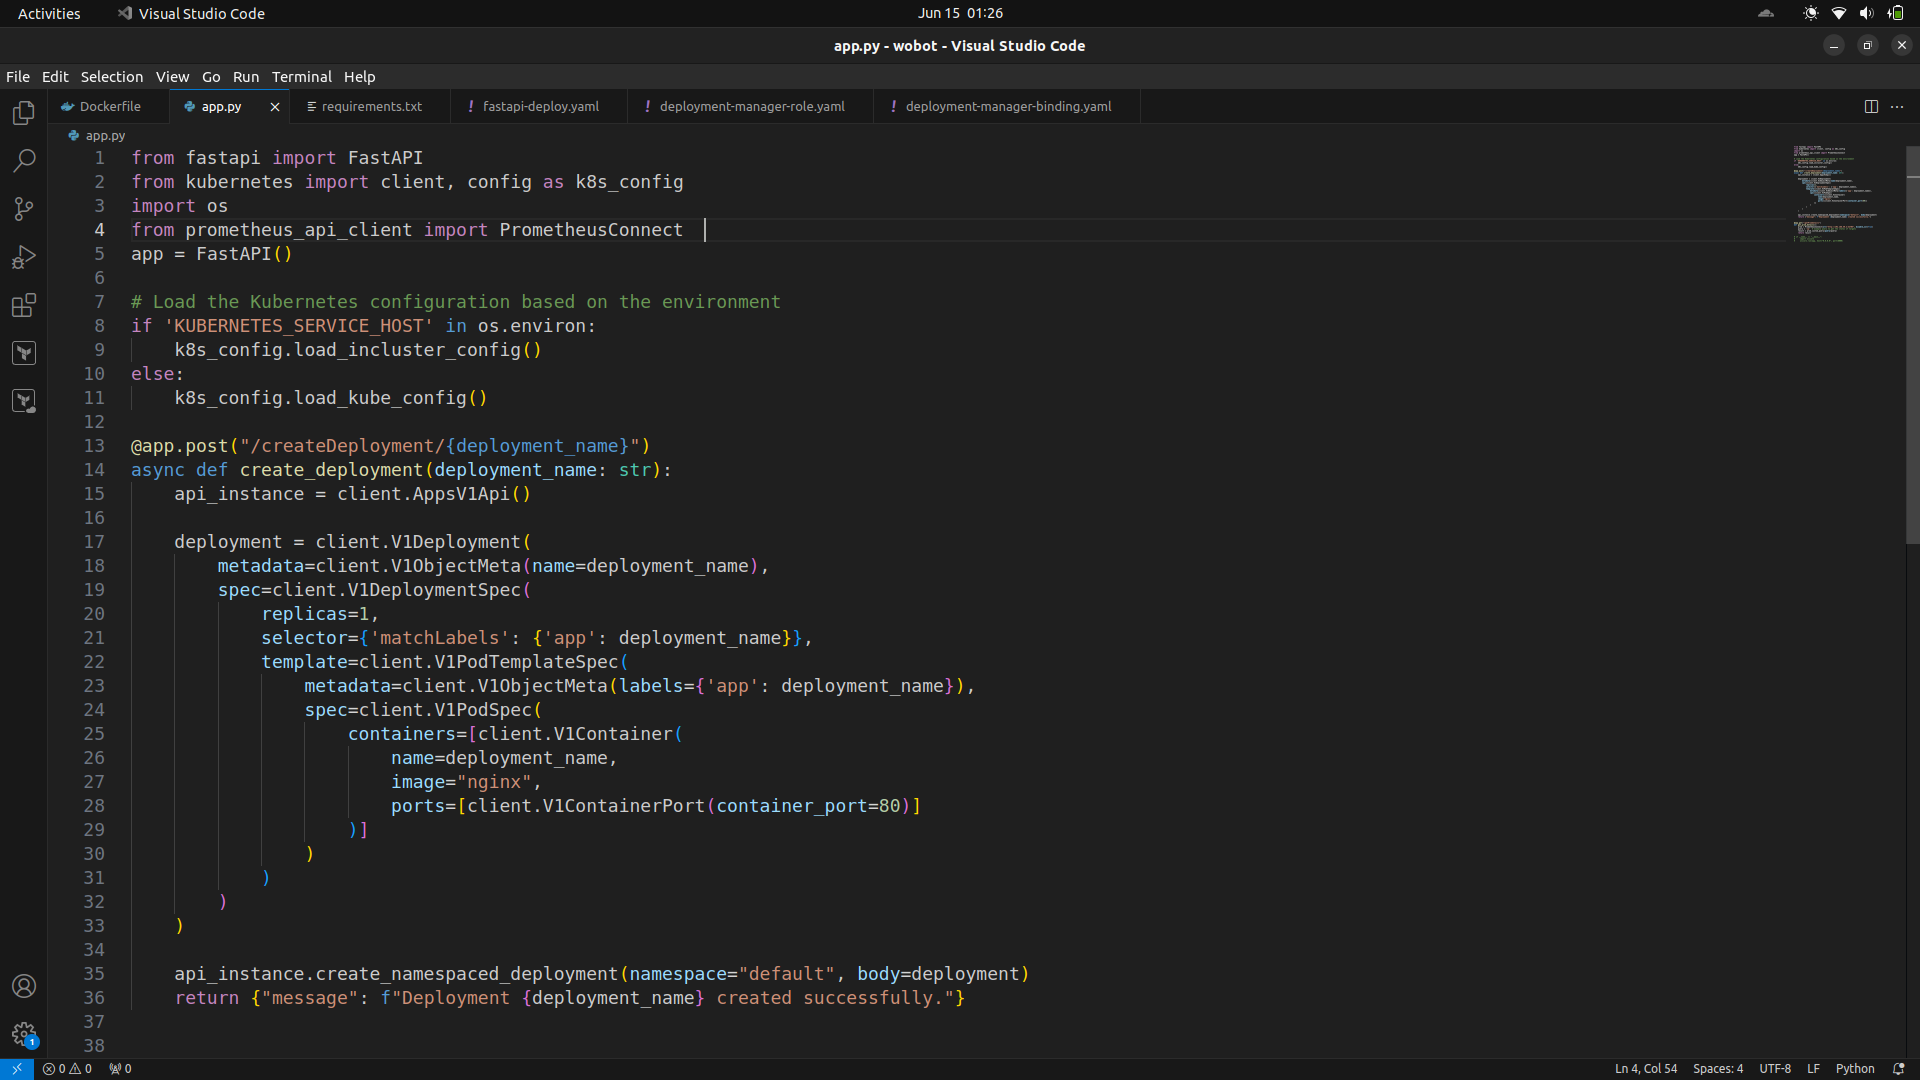 Activities Visual Studio Code Jun 15 01:26
app.py - wobot - Visual Studio Code
File Edit Selection View Go Run Terminal Help
Dockerfile app.py requirements.txt ! fastapi-deploy.yaml ! deployment-manager-role.yaml ! deployment-manager-binding.yaml
app.py
1 from fastapi import FastAPI
2 from kubernetes import client, config as k8s_config
3 import os
4 from prometheus_api_client import PrometheusConnect
5 app = FastAPI()
6
7 # Load the Kubernetes configuration based on the environment
8 if 'KUBERNETES_SERVICE_HOST' in os.environ:
9     k8s_config.load_incluster_config()
10 else:
11     k8s_config.load_kube_config()
12
13 @app.post("/createDeployment/{deployment_name}")
14 async def create_deployment(deployment_name: str):
15     api_instance = client.AppsV1Api()
16
17     deployment = client.V1Deployment(
18         metadata=client.V1ObjectMeta(name=deployment_name),
19         spec=client.V1DeploymentSpec(
20             replicas=1,
21             selector={'matchLabels': {'app': deployment_name}},
22             template=client.V1PodTemplateSpec(
23                 metadata=client.V1ObjectMeta(labels={'app': deployment_name}),
24                 spec=client.V1PodSpec(
25                     containers=[client.V1Container(
26                         name=deployment_name,
27                         image="nginx",
28                         ports=[client.V1ContainerPort(container_port=80)]
29                     )]
30                 )
31             )
32         )
33     )
34
35     api_instance.create_namespaced_deployment(namespace="default", body=deployment)
36     return {"message": f"Deployment {deployment_name} created successfully."}
37
38
1
0 0 0 Ln 4, Col 54 Spaces: 4 UTF-8 LF Python